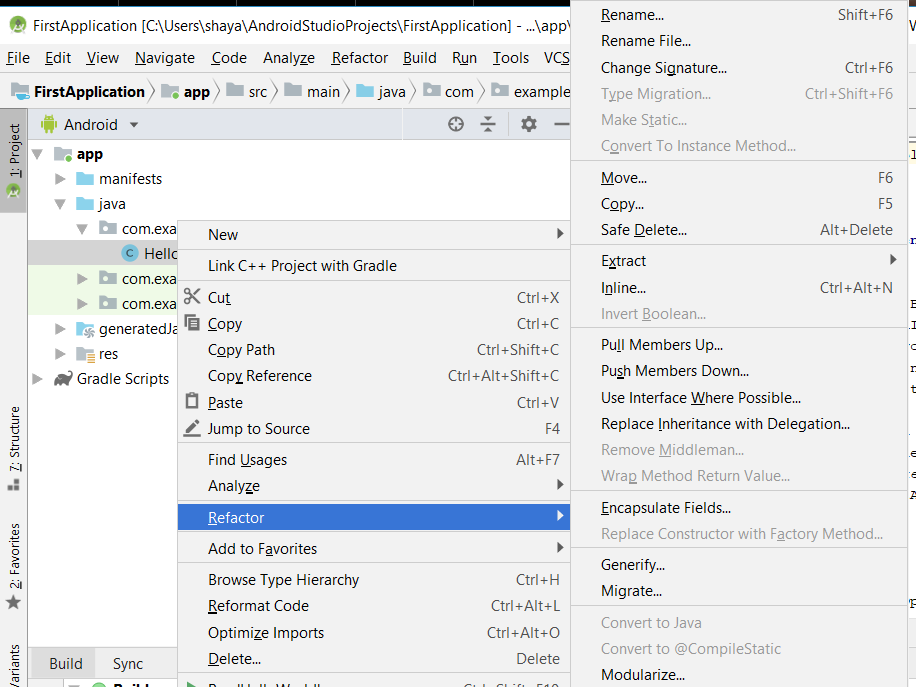 FirstApplication [C:\Users\shaya\AndroidStudioProjects\FirstApplication] - ...\app\
File Edit View Navigate Code Analyze Refactor Build Run Tools VCS
FirstApplication app src main java com example
Android
1: Project
app
manifests
java
com.exa
Hello
com.exa
com.exa
generatedJa
res
Gradle Scripts
7: Structure
2: Favorites
Build Sync
New
Link C++ Project with Gradle
Cut Ctrl+X
Copy Ctrl+C
Copy Path Ctrl+Shift+C
Copy Reference Ctrl+Alt+Shift+C
Paste Ctrl+V
Jump to Source F4
Find Usages Alt+F7
Analyze
Refactor
Add to Favorites
Browse Type Hierarchy Ctrl+H
Reformat Code Ctrl+Alt+L
Optimize Imports Ctrl+Alt+O
Delete... Delete
Rename... Shift+F6
Rename File...
Change Signature... Ctrl+F6
Type Migration... Ctrl+Shift+F6
Make Static...
Convert To Instance Method...
Move... F6
Copy... F5
Safe Delete... Alt+Delete
Extract
Inline... Ctrl+Alt+N
Invert Boolean...
Pull Members Up...
Push Members Down...
Use Interface Where Possible...
Replace Inheritance with Delegation...
Remove Middleman...
Wrap Method Return Value...
Encapsulate Fields...
Replace Constructor with Factory Method...
Generify...
Migrate...
Convert to Java
Convert to @CompileStatic
Modularize...